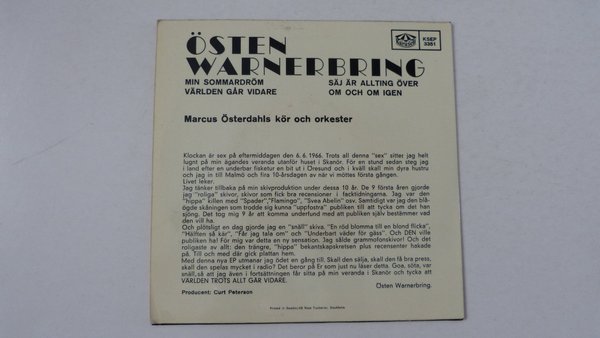 KSEP
3361
ÖSTEN
WARNERBRING
MIN SOMMARDRÖM
VÄRLDEN GÅR VIDARE
SÄJ ÄR ALLTING ÖVER
OM OCH OM IGEN
Marcus Österdahls kör och orkester
Klockan är sex på eftermiddagen den 6.6.1966. Trots all denna "sex" sitter jag helt
lugnt på min ägandes veranda utanför huset i Skanör. För en stund sedan steg jag
i land efter en underbar fisketur en bit ut i Öresund och i kväll skall min dyra hustru
och jag in till Malmö och fira 10-årsdagen av när vi möttes första gången.
Livet leker.
Jag tänker tillbaka på min skivproduktion under dessa 10 år. De 9 första åren gjorde
jag "roliga" skivor, skivor som fick bra recensioner i facktidningarna. Jag var den
"hippa" killen med "Spader", "Flamingo", "Svea Abelin" osv. Samtidigt var jag den blå-
ögde skåningen som trodde sig kunna "uppfostra" publiken till att tycka om det han
sjöng. Det tog mig 9 år att komma underfund med att publiken själv bestämmer vad
den vill ha.
Och plötsligt en dag gjorde jag en "snäll" skiva. "En röd blomma till en blond flicka",
"Hälften så kär", "Får jag tala om" och "Underbart väder för gäss". Och DEN ville
publiken ha! För mig var detta en ny sensation. Jag sålde grammofonskivor! Och det
roligaste av allt: den trängre, "hippa" bekantskapskretsen plus recensenter hakade
på. Till och med där gick plattan hem.
Med denna nya EP utmanar jag ödet en gång till. Skall den sälja, skall den få bra press,
skall den spelas mycket i radio? Det beror på Er som just nu läser detta. Goa, söta, var
snäll, så att jag även i fortsättningen får sitta på min veranda i Skanör och tycka att
VÄRLDEN TROTS ALLT GÅR VIDARE.
Östen Warnerbring.
Producent: Curt Peterson